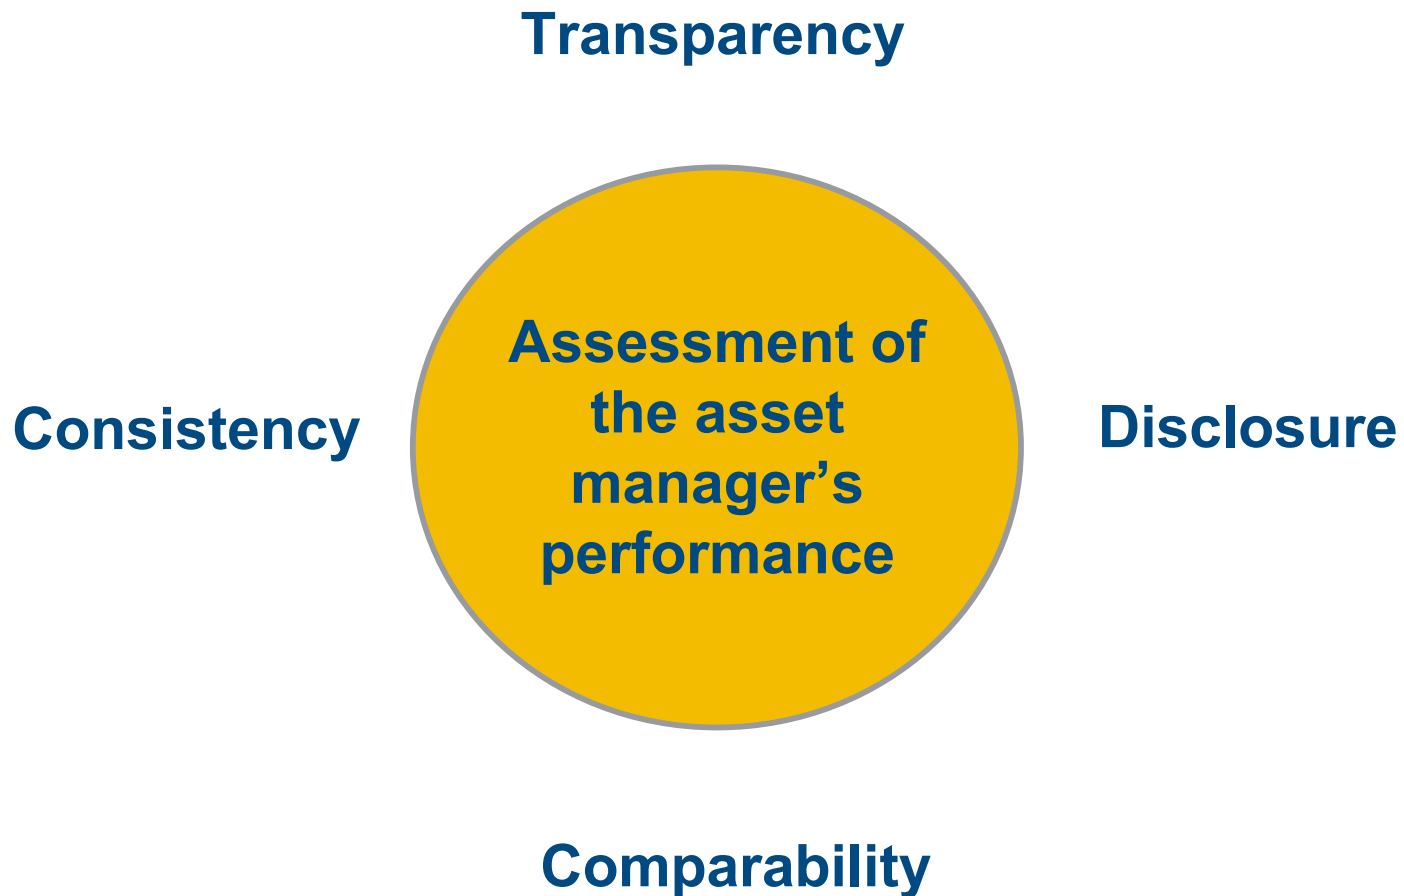 Transparency
Assessment of
the asset
manager’s
performance
Consistency
Disclosure
Comparability